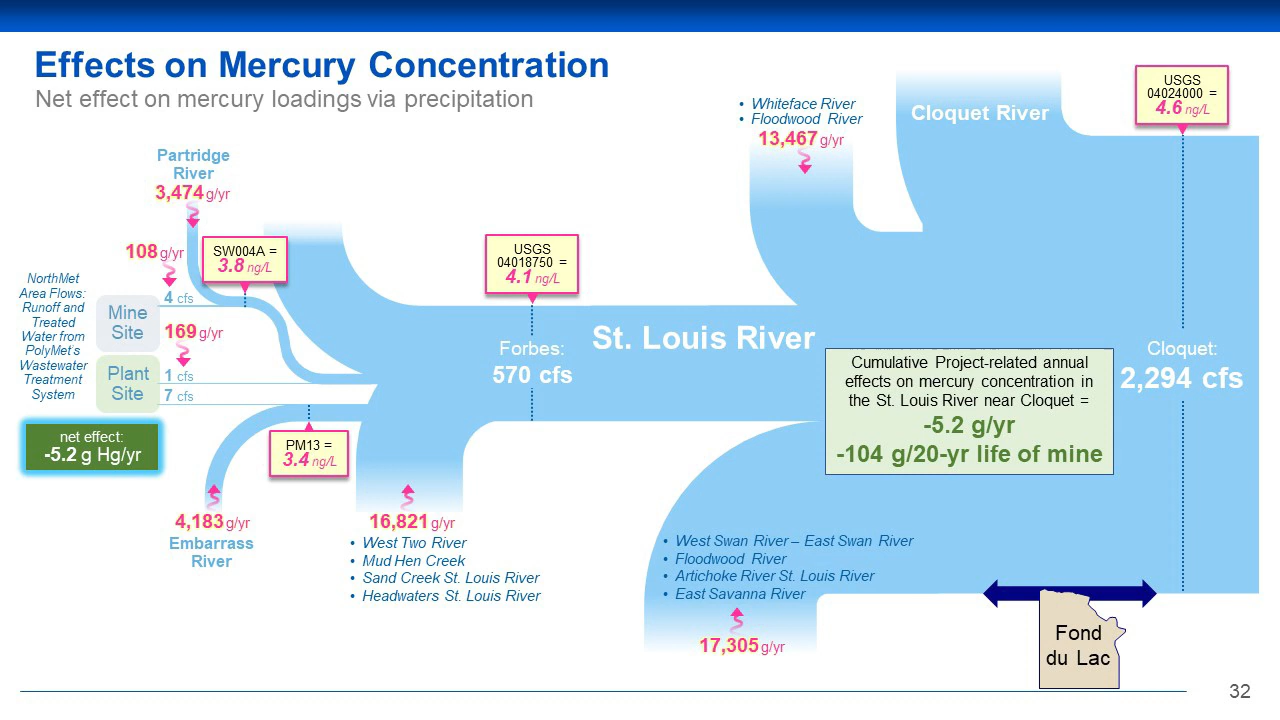 Effects on Mercury Concentration
Net effect on mercury loadings via precipitation
USGS
04024000 =
4.6 ng/L
• Whiteface River
• Floodwood River
13,467 g/yr
Cloquet River
Partridge
River
3,474 g/yr
108 g/yr
SW004A =
3.8 ng/L
USGS
04018750 =
4.1 ng/L
NorthMet
Area Flows:
Runoff and
Treated
Water from
PolyMet's
Wastewater
Treatment
System
Mine
Site
4 cfs
169 g/yr
Plant
Site
1 cfs
7 cfs
St. Louis River
Forbes:
570 cfs
Cloquet:
2,294 cfs
Cumulative Project-related annual
effects on mercury concentration in
the St. Louis River near Cloquet =
-5.2 g/yr
-104 g/20-yr life of mine
net effect:
-5.2 g Hg/yr
PM13 =
3.4 ng/L
4,183 g/yr
Embarrass
River
16,821 g/yr
• West Two River
• Mud Hen Creek
• Sand Creek St. Louis River
• Headwaters St. Louis River
• West Swan River – East Swan River
• Floodwood River
• Artichoke River St. Louis River
• East Savanna River
17,305 g/yr
Fond
du Lac
32